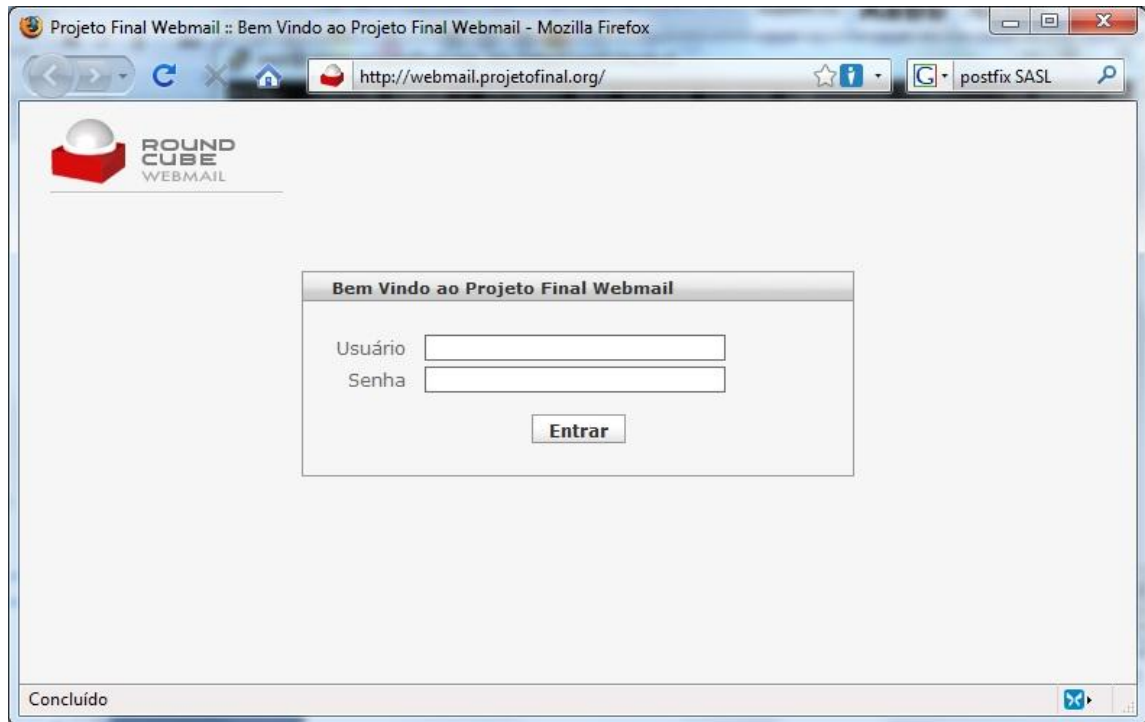 Projeto Final Webmail :: Bem Vindo ao Projeto Final Webmail - Mozilla Firefox
http://webmail.projetofinal.org/
G
postfix SASL
ROUND
CUBE
WEBMAIL
Bem Vindo ao Projeto Final Webmail
Usuário
Senha
Entrar
Concluído